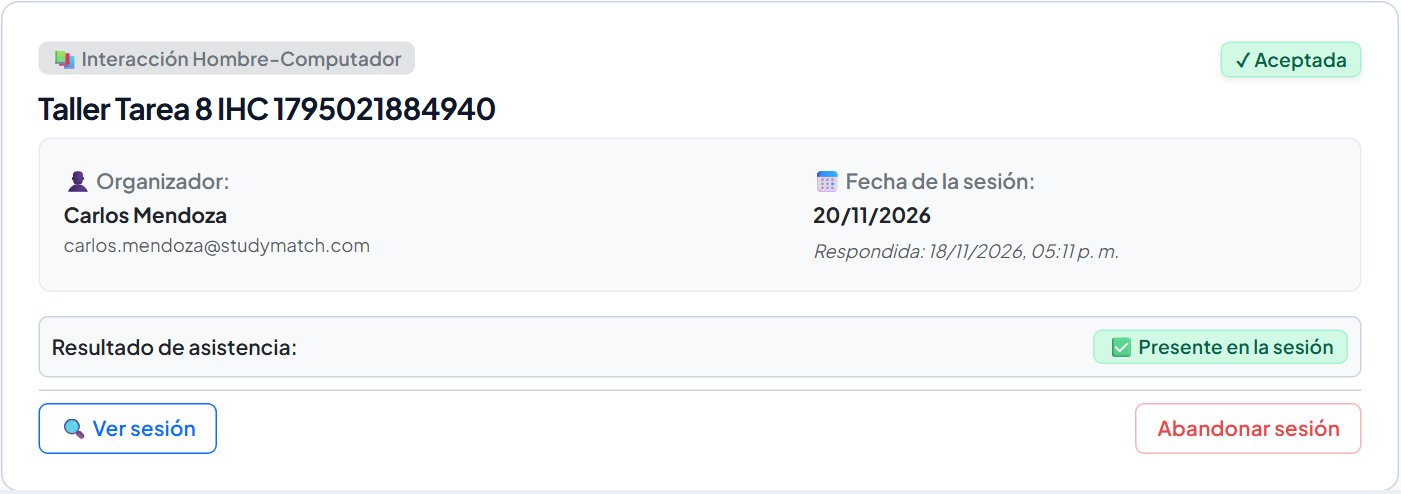 Interacción Hombre-Computador
✓ Aceptada
Taller Tarea 8 IHC 1795021884940
Organizador:
Carlos Mendoza
carlos.mendoza@studymatch.com
Fecha de la sesión:
20/11/2026
Respondida: 18/11/2026, 05:11 p. m.
Resultado de asistencia:
Presente en la sesión
Ver sesión
Abandonar sesión